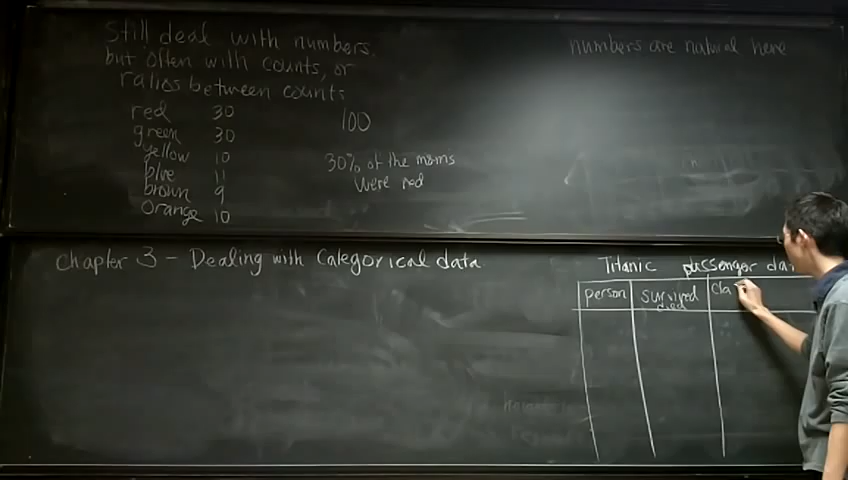 Still deal with numbers.
but often with counts, or
ratios between counts
numbers are natural here
red 30
green 30
yellow 10
blue 11
brown 9
orange 10
100
30% of the m&ms
were red
Chapter 3 - Dealing with Categorical data
Titanic passenger dat
person survived cla
died